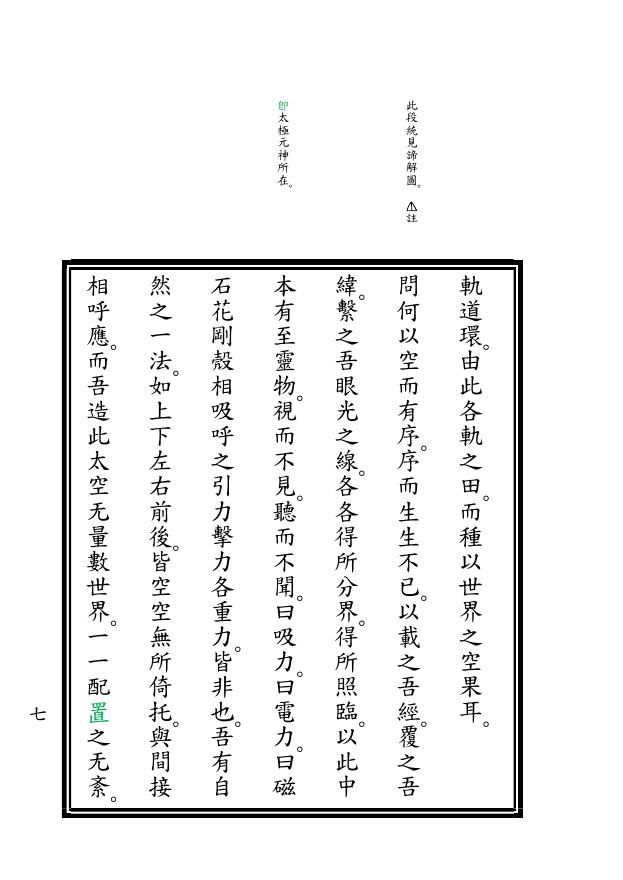 此段統見諦解圖。 註
卽太極元神所在。
軌道環。由此各軌之田。而種以世界之空果耳。
問何以空而有序。序而生生不已。以載之吾經。覆之吾
緯。繫之吾眼光之線。各各得所分界。得所照臨。以此中
本有至靈物。視而不見。聽而不聞。曰吸力。曰電力。曰磁
石花剛殼相吸呼之引力擊力各重力。皆非也。吾有自
然之一法。如上下左右前後。皆空空無所倚托。與間接
相呼應。而吾造此太空无量數世界。一一配置之无紊。
七